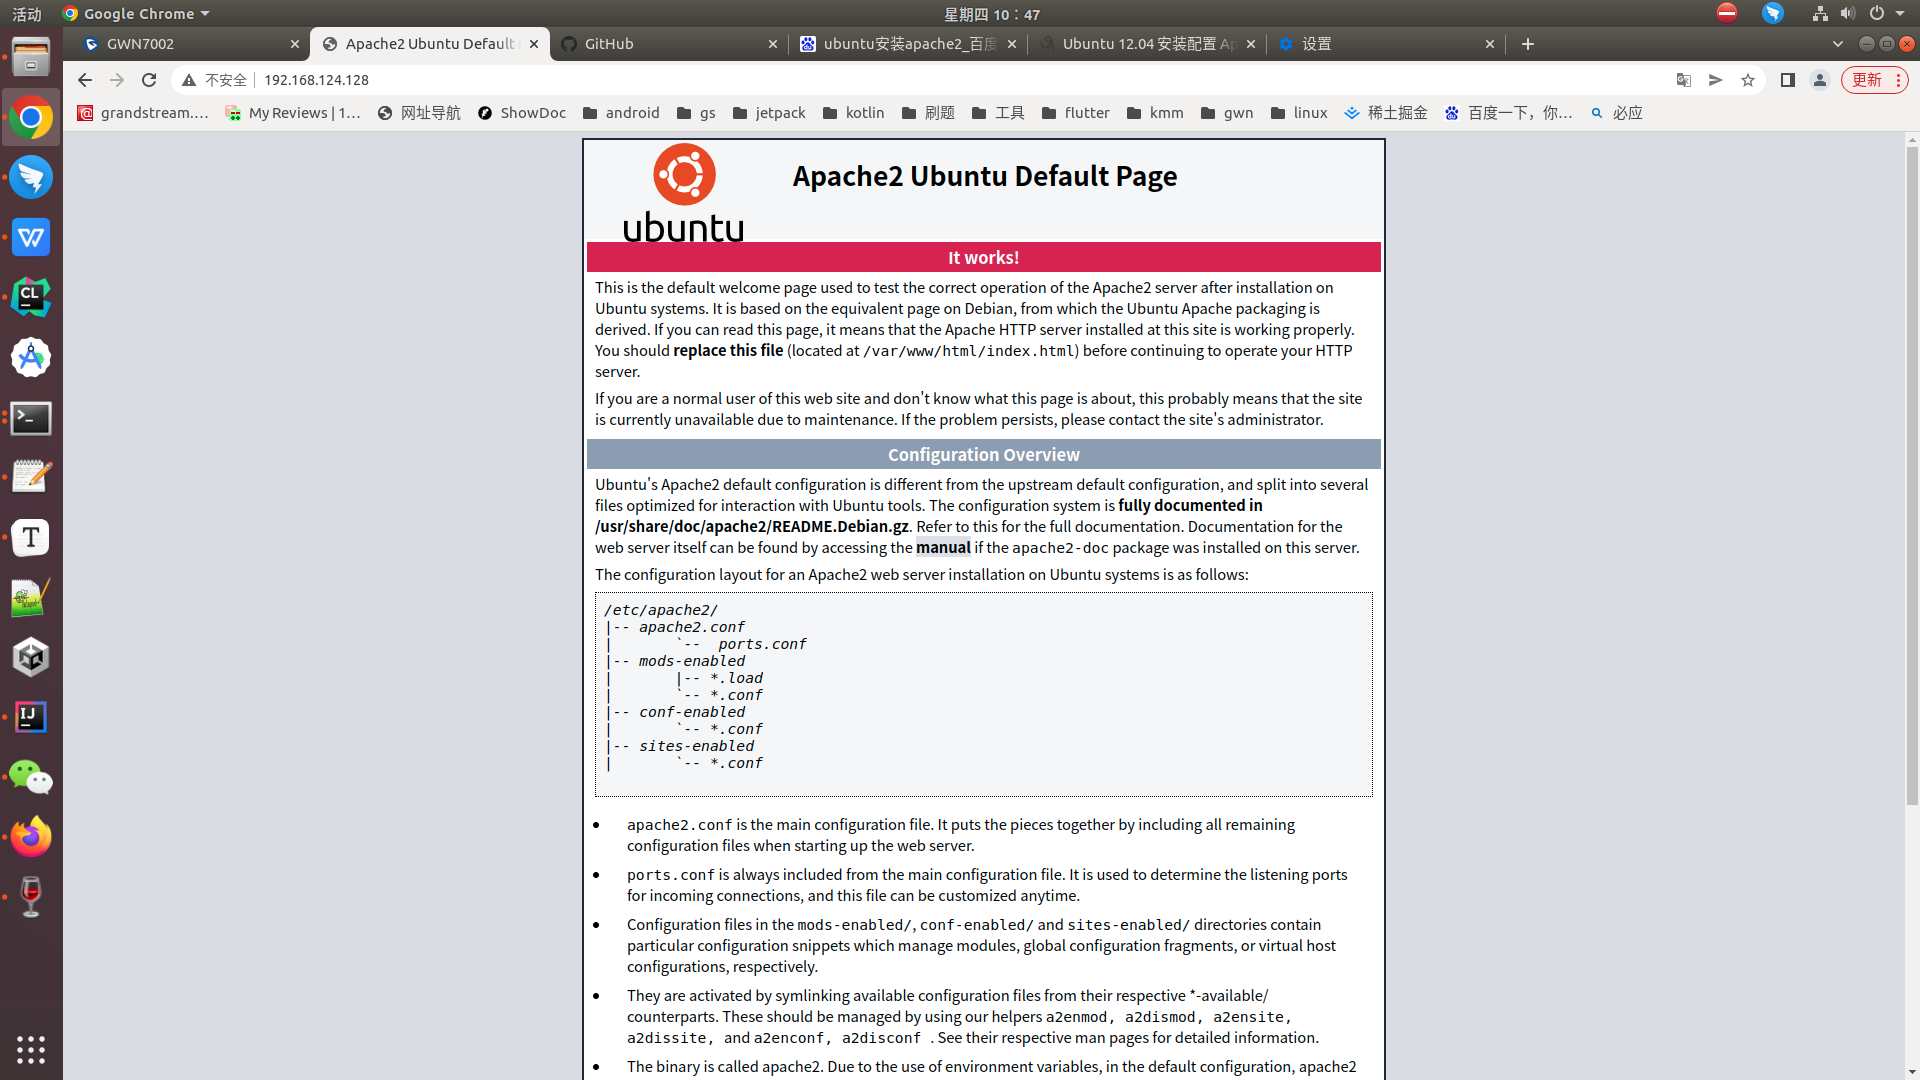 活动
Google Chrome
星期四 10：47
GWN7002
Apache2 Ubuntu Default
GitHub
ubuntu安装apache2_百度
Ubuntu 12.04 安装配置 Ap
设置
不安全
192.168.124.128
更新
grandstream....
My Reviews | 1...
网址导航
ShowDoc
android
gs
jetpack
kotlin
刷题
工具
flutter
kmm
gwn
linux
稀土掘金
百度一下，你...
必应
ubuntu
Apache2 Ubuntu Default Page
It works!
This is the default welcome page used to test the correct operation of the Apache2 server after installation on
Ubuntu systems. It is based on the equivalent page on Debian, from which the Ubuntu Apache packaging is
derived. If you can read this page, it means that the Apache HTTP server installed at this site is working properly.
You should replace this file (located at /var/www/html/index.html) before continuing to operate your HTTP
server.
If you are a normal user of this web site and don't know what this page is about, this probably means that the site
is currently unavailable due to maintenance. If the problem persists, please contact the site's administrator.
Configuration Overview
Ubuntu's Apache2 default configuration is different from the upstream default configuration, and split into several
files optimized for interaction with Ubuntu tools. The configuration system is fully documented in
/usr/share/doc/apache2/README.Debian.gz. Refer to this for the full documentation. Documentation for the
web server itself can be found by accessing the manual if the apache2-doc package was installed on this server.
The configuration layout for an Apache2 web server installation on Ubuntu systems is as follows:
/etc/apache2/
|-- apache2.conf
|       `--  ports.conf
|-- mods-enabled
|       |-- *.load
|       `-- *.conf
|-- conf-enabled
|       `-- *.conf
|-- sites-enabled
|       `-- *.conf
apache2.conf is the main configuration file. It puts the pieces together by including all remaining
configuration files when starting up the web server.
ports.conf is always included from the main configuration file. It is used to determine the listening ports
for incoming connections, and this file can be customized anytime.
Configuration files in the mods-enabled/, conf-enabled/ and sites-enabled/ directories contain
particular configuration snippets which manage modules, global configuration fragments, or virtual host
configurations, respectively.
They are activated by symlinking available configuration files from their respective *-available/
counterparts. These should be managed by using our helpers a2enmod, a2dismod, a2ensite,
a2dissite, and a2enconf, a2disconf . See their respective man pages for detailed information.
The binary is called apache2. Due to the use of environment variables, in the default configuration, apache2
CL
T
IJ